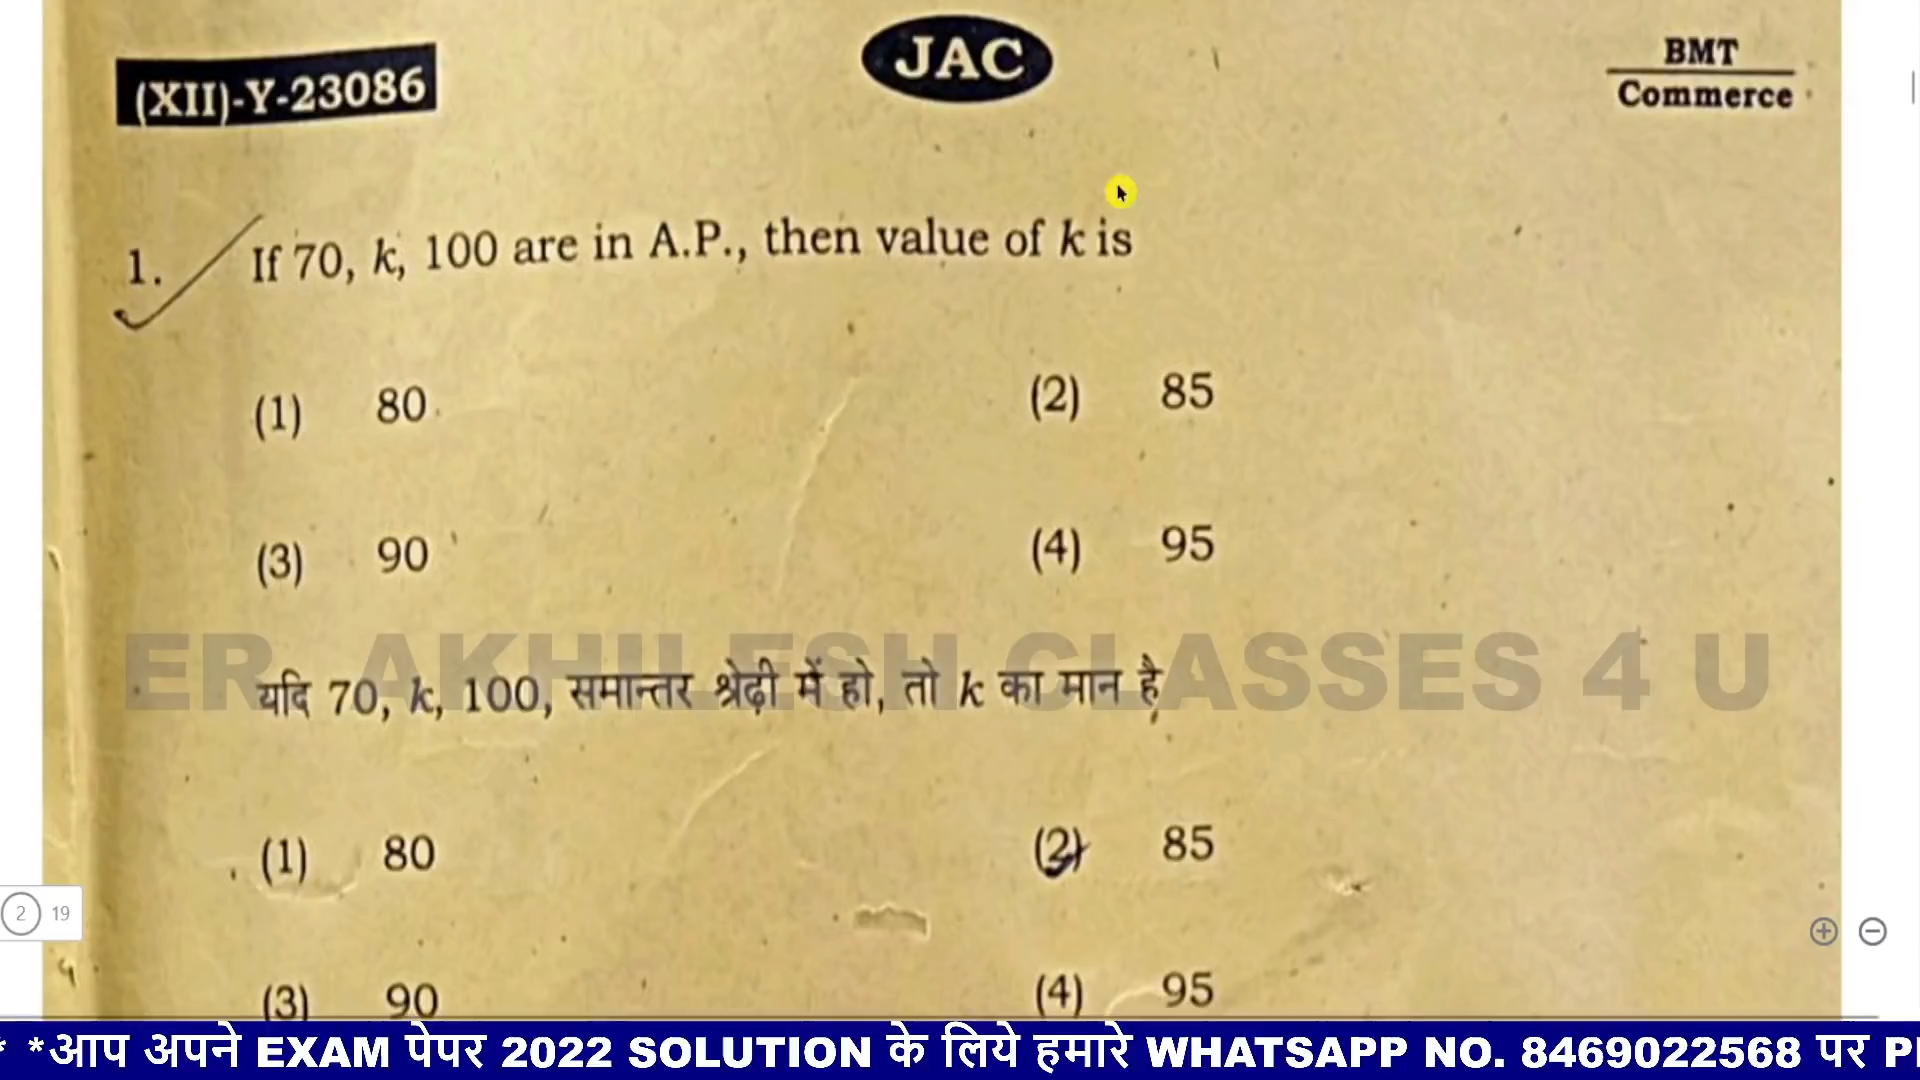 (XII)-Y-23086
JAC
BMT
Commerce
1. If 70, k, 100 are in A.P., then value of k is
(1) 80 (2) 85
(3) 90 (4) 95
ER. AKHILESH CLASSES 4 U
यदि 70, k, 100, समान्तर श्रेढ़ी में हो, तो k का मान है
(1) 80 (2) 85
2 19
(3) 90 (4) 95
* *आप अपने EXAM पेपर 2022 SOLUTION के लिये हमारे WHATSAPP NO. 8469022568 पर